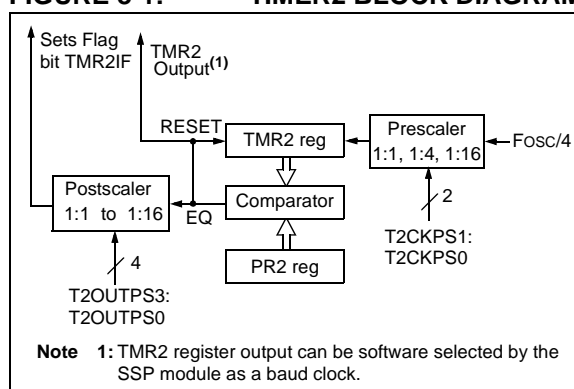 FIGURE 8-1: TIMER2 BLOCK DIAGRAM
Sets Flag
bit TMR2IF
TMR2
Output(1)
RESET
TMR2 reg
Prescaler
1:1, 1:4, 1:16
FOSC/4
2
T2CKPS1:
T2CKPS0
Postscaler
1:1 to 1:16
EQ
Comparator
4
T2OUTPS3:
T2OUTPS0
PR2 reg
Note 1: TMR2 register output can be software selected by the
SSP module as a baud clock.